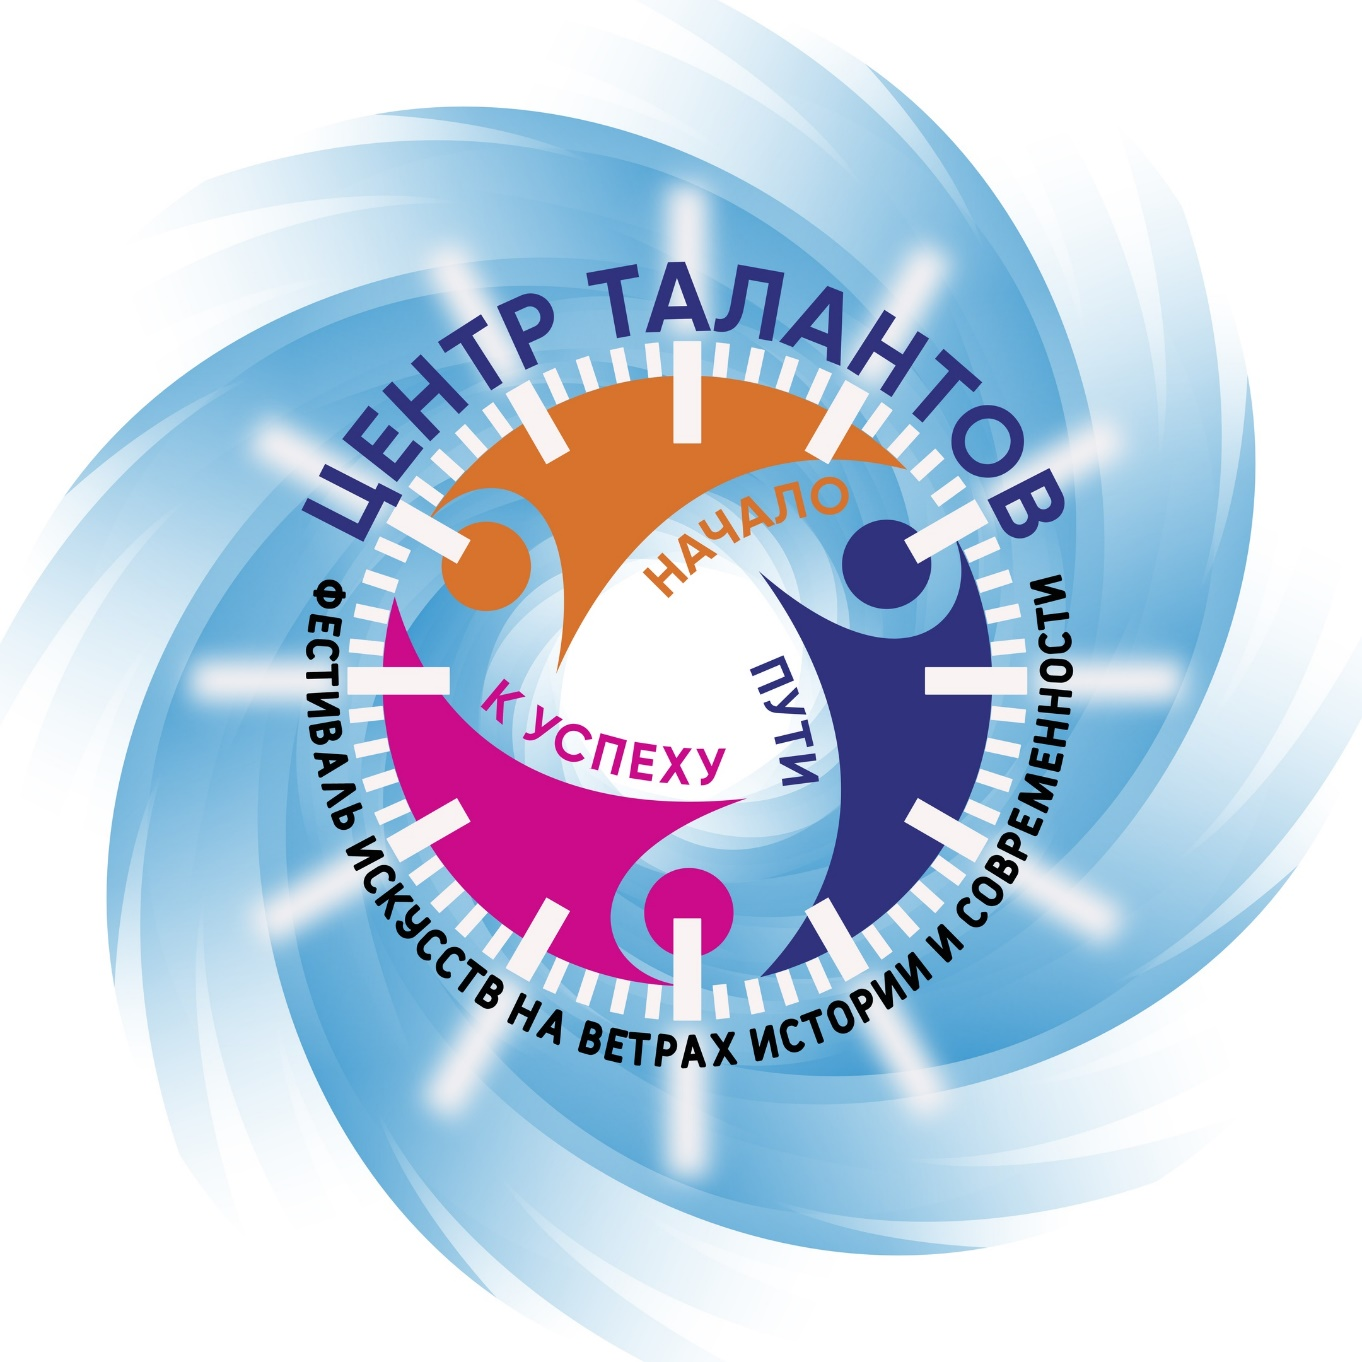 ЦЕНТР ТАЛАНТОВ
НАЧАЛО
ПУТИ
К УСПЕХУ
ФЕСТИВАЛЬ ИСКУССТВ НА ВЕТРАХ ИСТОРИИ И СОВРЕМЕННОСТИ